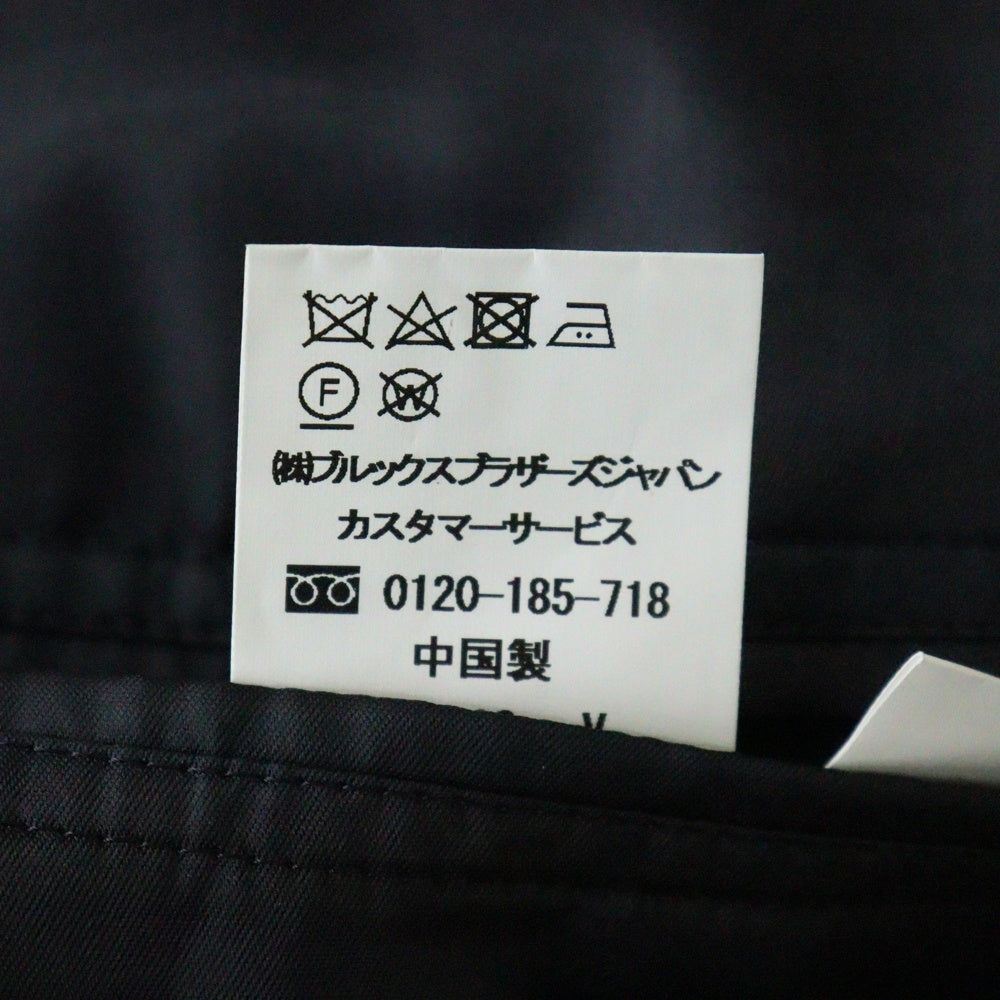 F W
㈱ブルックスブラザーズジャパン
カスタマーサービス
0120-185-718
中国製